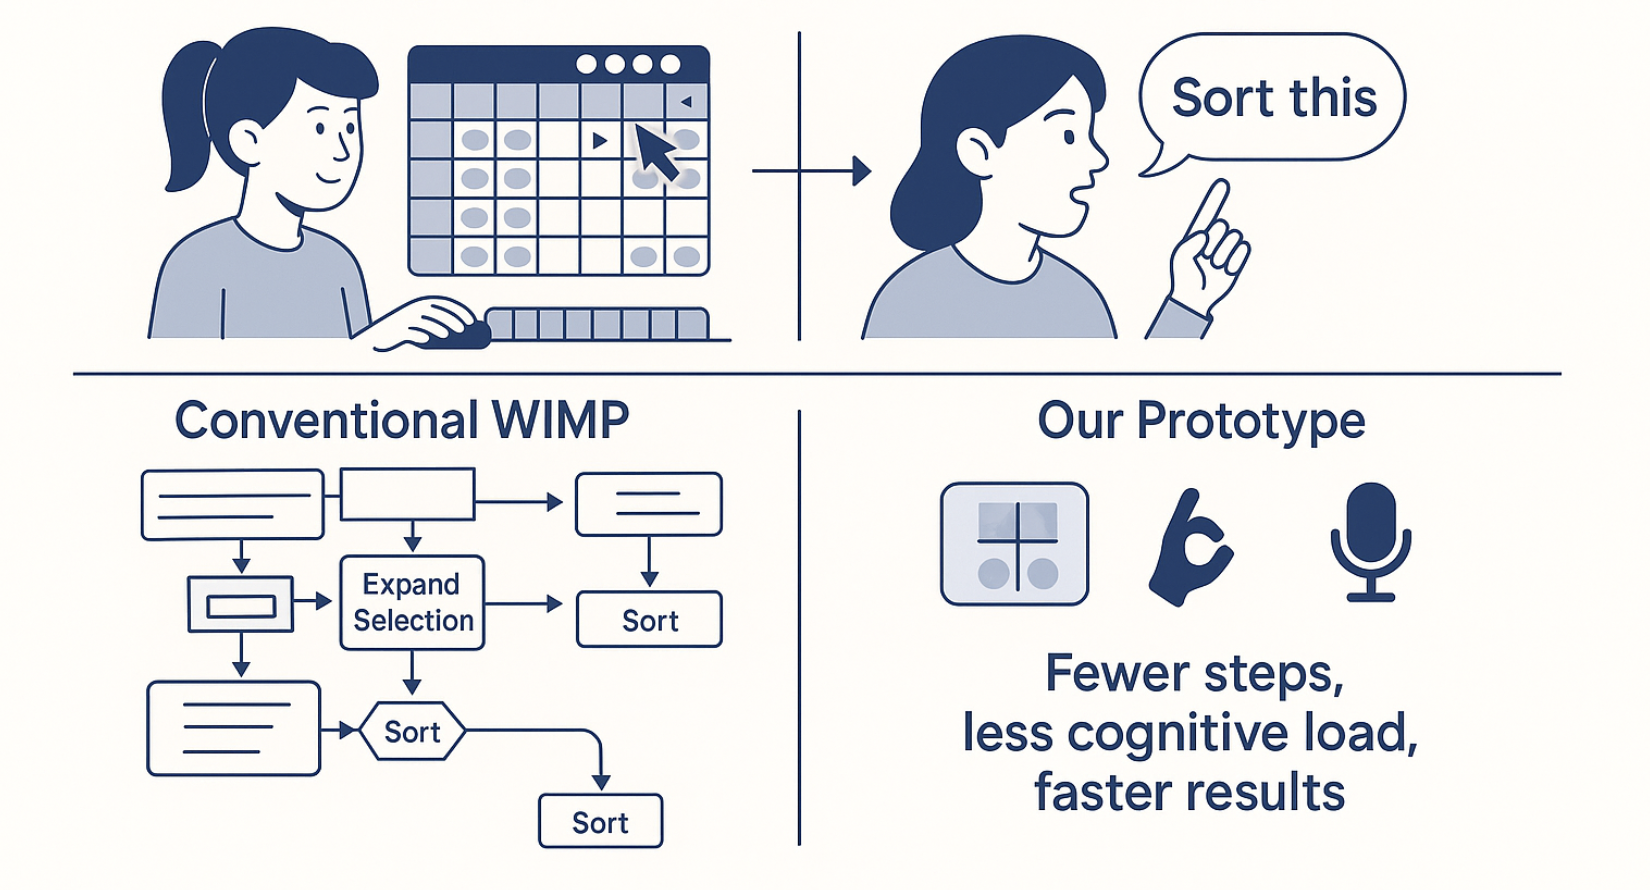 Sort this
Conventional WIMP
Expand
Selection
Sort
Sort
Sort
Our Prototype
Fewer steps,
less cognitive load,
faster results